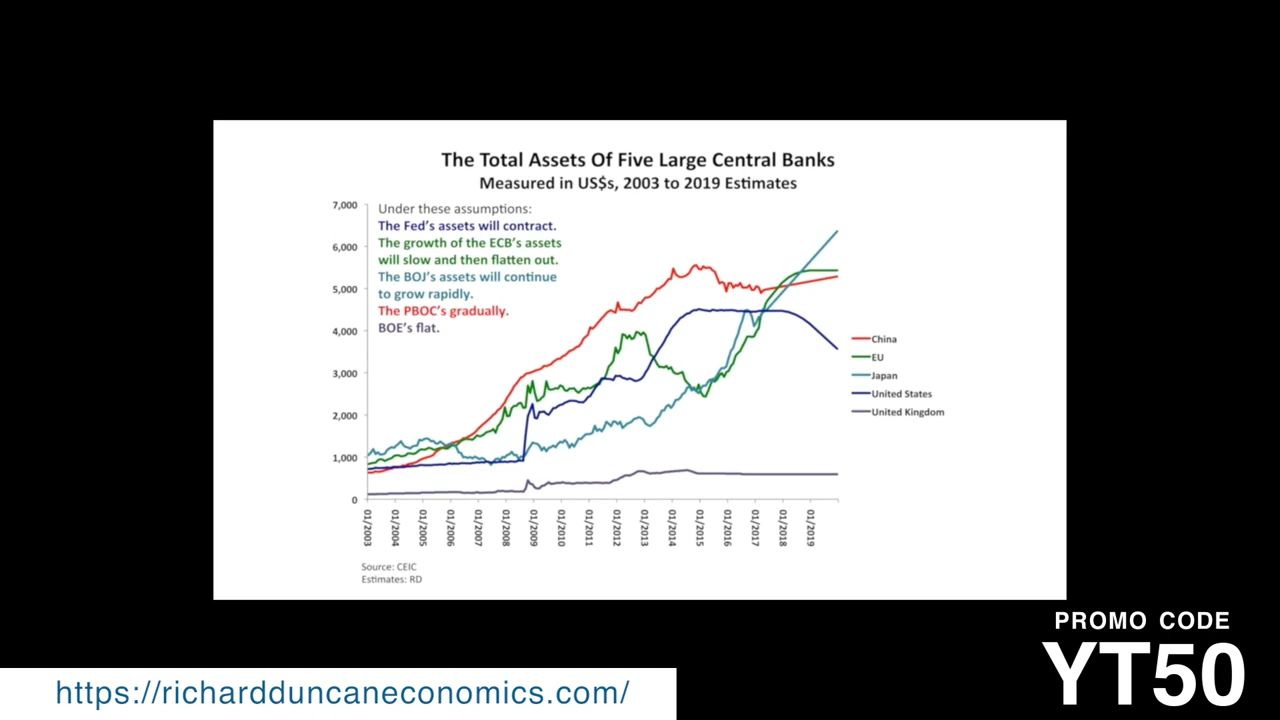 The Total Assets Of Five Large Central Banks
Measured in US$s, 2003 to 2019 Estimates
Under these assumptions:
The Fed's assets will contract.
The growth of the ECB's assets
will slow and then flatten out.
The BOJ's assets will continue
to grow rapidly.
The PBOC's gradually.
BOE's flat.
7,000
6,000
5,000
4,000
3,000
2,000
1,000
0
01/2003
01/2004
01/2005
01/2006
01/2007
01/2008
01/2009
01/2010
01/2011
01/2012
01/2013
01/2014
01/2015
01/2016
01/2017
01/2018
01/2019
China
EU
Japan
United States
United Kingdom
Source: CEIC
Estimates: RD
PROMO CODE
YT50
https://richardduncaneconomics.com/